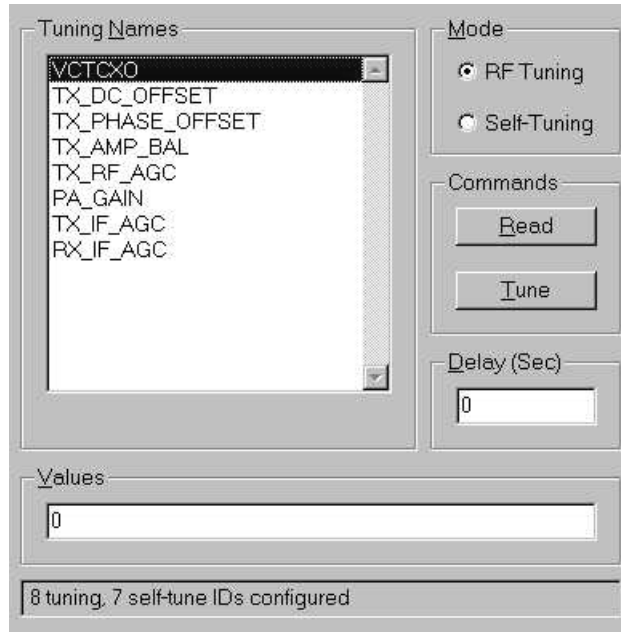 Tuning Names
VCTCXO
TX_DC_OFFSET
TX_PHASE_OFFSET
TX_AMP_BAL
TX_RF_AGC
PA_GAIN
TX_IF_AGC
RX_IF_AGC
Mode
RF Tuning
Self-Tuning
Commands
Read
Tune
Delay (Sec)
0
Values
0
8 tuning, 7 self-tune IDs configured